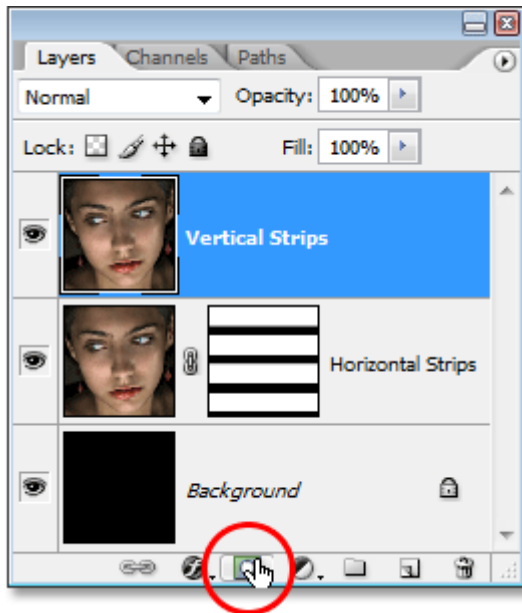 Layers Channels Paths
Normal Opacity: 100%
Lock: Fill: 100%
Vertical Strips
Horizontal Strips
Background